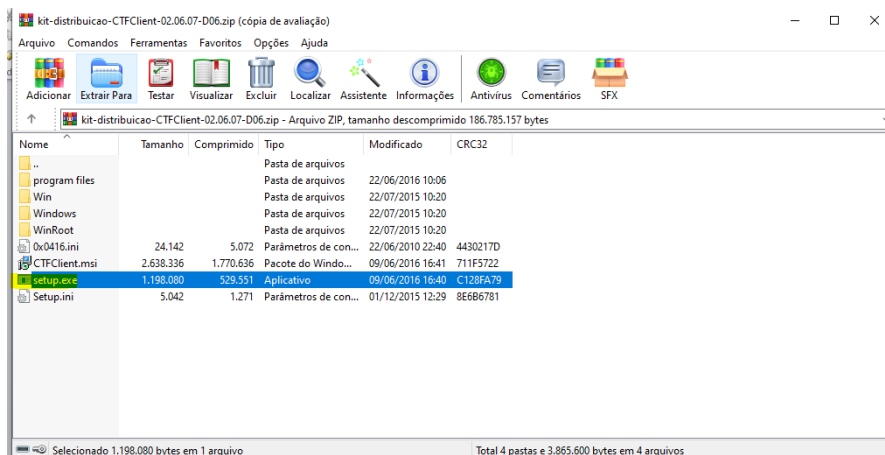 kit-distribuicao-CTFClient-02.06.07-D06.zip (cópia de avaliação)
Arquivo Comandos Ferramentas Favoritos Opções Ajuda
Adicionar Extrair Para Testar Visualizar Excluir Localizar Assistente Informações Antivírus Comentários SFX
kit-distribuicao-CTFClient-02.06.07-D06.zip - Arquivo ZIP, tamanho descomprimido 186.785.157 bytes
Nome Tamanho Comprimido Tipo Modificado CRC32
.. Pasta de arquivos
program files Pasta de arquivos 22/06/2016 10:06
Win Pasta de arquivos 22/07/2015 10:20
Windows Pasta de arquivos 22/07/2015 10:20
WinRoot Pasta de arquivos 22/07/2015 10:20
0x0416.ini 24.142 5.072 Parâmetros de con... 22/06/2010 22:40 4430217D
CTFClient.msi 2.638.336 1.770.636 Pacote do Windo... 09/06/2016 16:41 711F5722
setup.exe 1.198.080 529.551 Aplicativo 09/06/2016 16:40 C128FA79
Setup.ini 5.042 1.271 Parâmetros de con... 01/12/2015 12:29 8E6B6781
Selecionado 1.198.080 bytes em 1 arquivo Total 4 pastas e 3.865.600 bytes em 4 arquivos